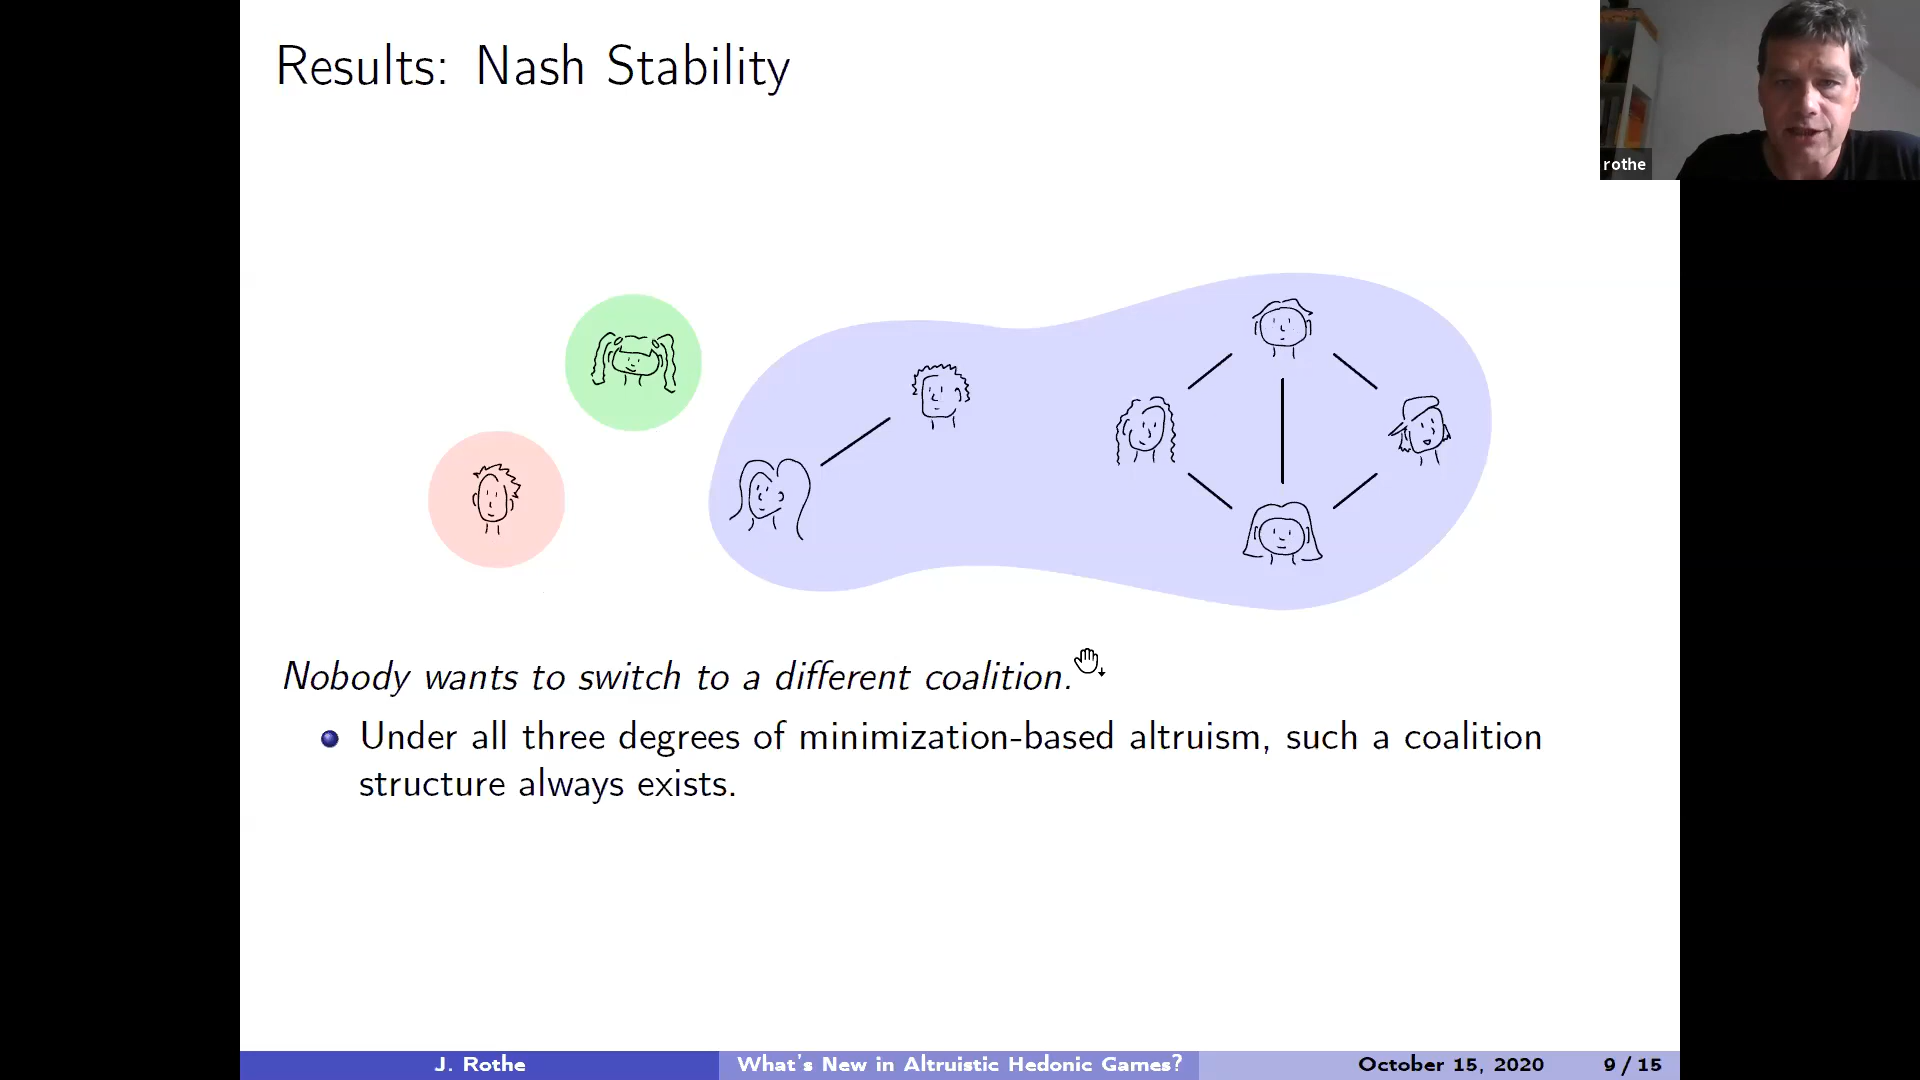 Results: Nash Stability
rothe
Nobody wants to switch to a different coalition.
Under all three degrees of minimization-based altruism, such a coalition
structure always exists.
J. Rothe
What's New in Altruistic Hedonic Games?
October 15, 2020
9 / 15